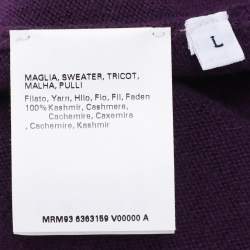 L
MAGLIA, SWEATER, TRICOT,
MALHA, PULLI
Filato, Yarn, Hilo, Fio, Fil, Faden
100% Kashmir, Cashmere,
Cachemire, Caxemira
, Cachemire, Kashmir
MRM93 6363159 V00000 A